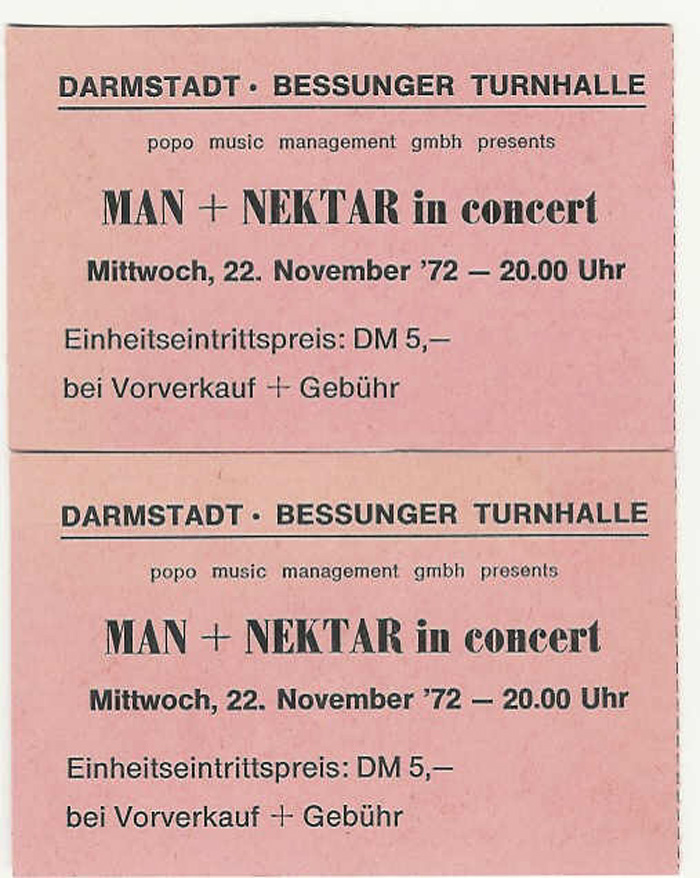 DARMSTADT • BESSUNGER TURNHALLE
popo music management gmbh presents
MAN + NEKTAR in concert
Mittwoch, 22. November '72 — 20.00 Uhr
Einheitseintrittspreis: DM 5,—
bei Vorverkauf + Gebühr
DARMSTADT • BESSUNGER TURNHALLE
popo music management gmbh presents
MAN + NEKTAR in concert
Mittwoch, 22. November '72 — 20.00 Uhr
Einheitseintrittspreis: DM 5,—
bei Vorverkauf + Gebühr